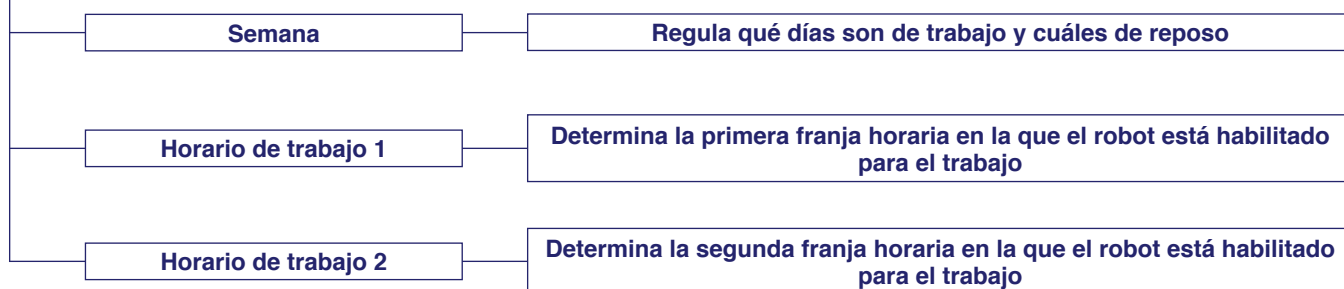 Semana
Regula qué días son de trabajo y cuáles de reposo
Horario de trabajo 1
Determina la primera franja horaria en la que el robot está habilitado
para el trabajo
Horario de trabajo 2
Determina la segunda franja horaria en la que el robot está habilitado
para el trabajo